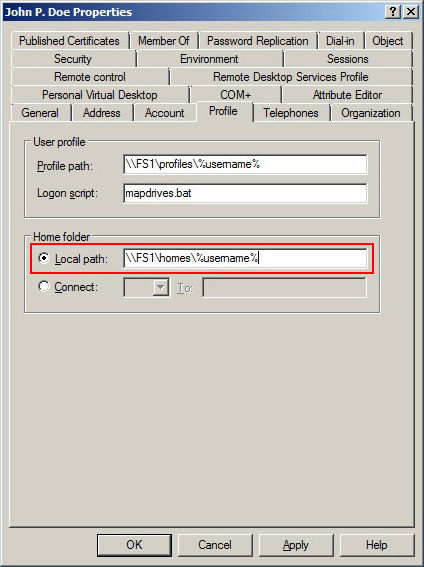 John P. Doe Properties
Published Certificates Member Of Password Replication Dial-in Object
Security Environment Sessions
Remote control Remote Desktop Services Profile
Personal Virtual Desktop COM+ Attribute Editor
General Address Account Profile Telephones Organization
User profile
Profile path: \\FS1\profiles\%username%
Logon script: mapdrives.bat
Home folder
Local path: \\FS1\homes\%username%
Connect: To:
OK Cancel Apply Help